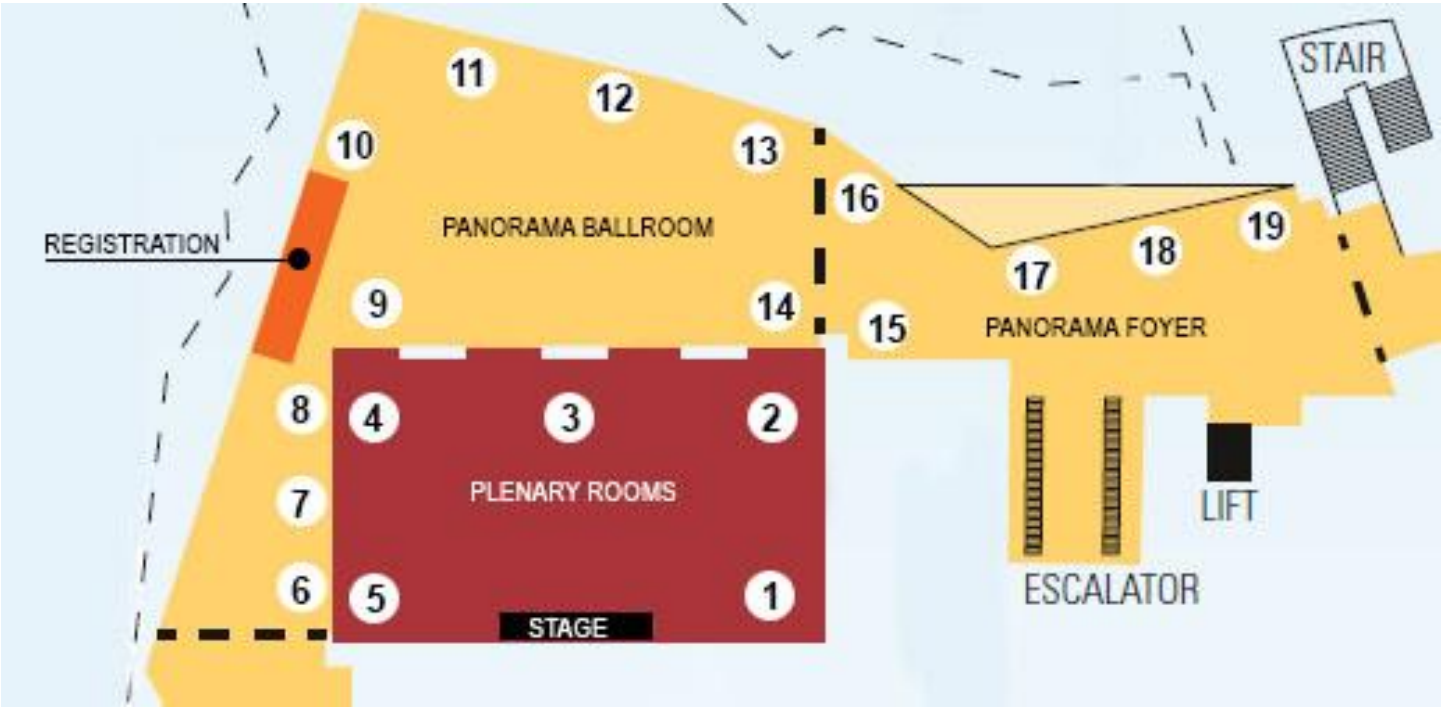 STAIR
11
12
10
13
16
REGISTRATION
PANORAMA BALLROOM
19
18
17
9
14
15
PANORAMA FOYER
8
4
3
2
PLENARY ROOMS
7
LIFT
6
5
1
ESCALATOR
STAGE